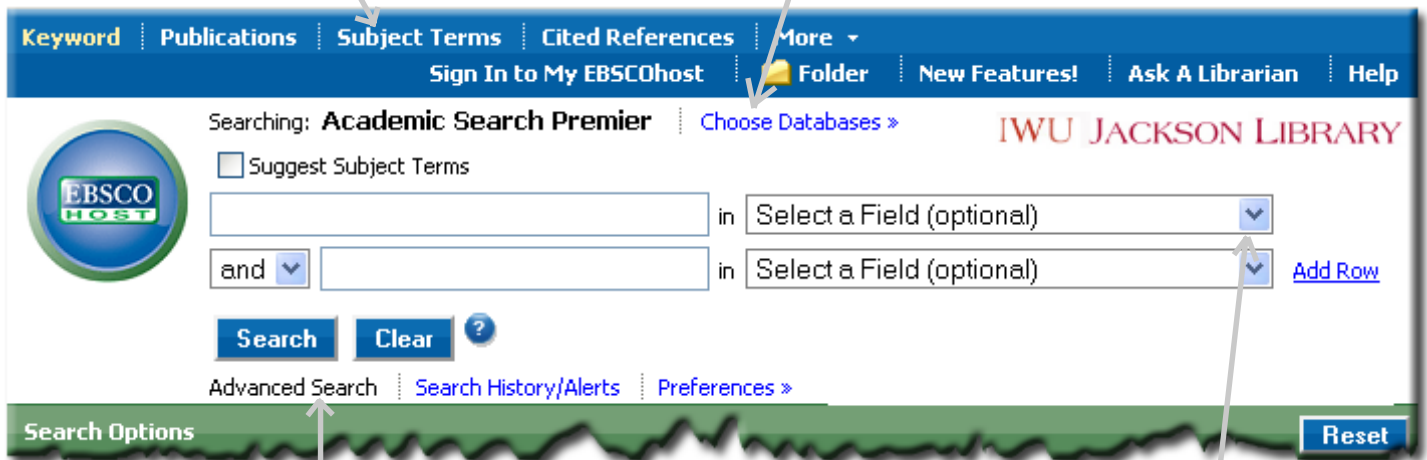 Keyword Publications Subject Terms Cited References More
Sign In to My EBSCOhost Folder New Features! Ask A Librarian Help
Searching: Academic Search Premier Choose Databases »
IWU JACKSON LIBRARY
Suggest Subject Terms
EBSCO
HOST
in Select a Field (optional)
and in Select a Field (optional) Add Row
Search Clear ?
Advanced Search Search History/Alerts Preferences »
Search Options Reset